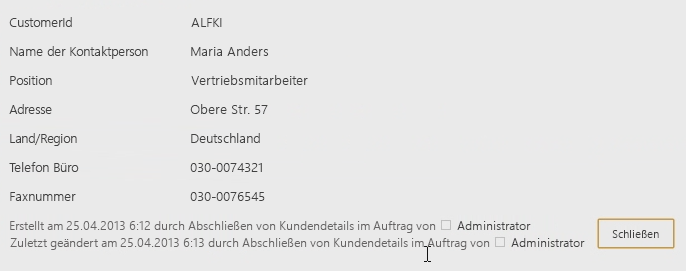 CustomerId ALFKI
Name der Kontaktperson Maria Anders
Position Vertriebsmitarbeiter
Adresse Obere Str. 57
Land/Region Deutschland
Telefon Büro 030-0074321
Faxnummer 030-0076545
Erstellt am 25.04.2013 6:12 durch Abschließen von Kundendetails im Auftrag von Administrator
Zuletzt geändert am 25.04.2013 6:13 durch Abschließen von Kundendetails im Auftrag von Administrator
Schließen